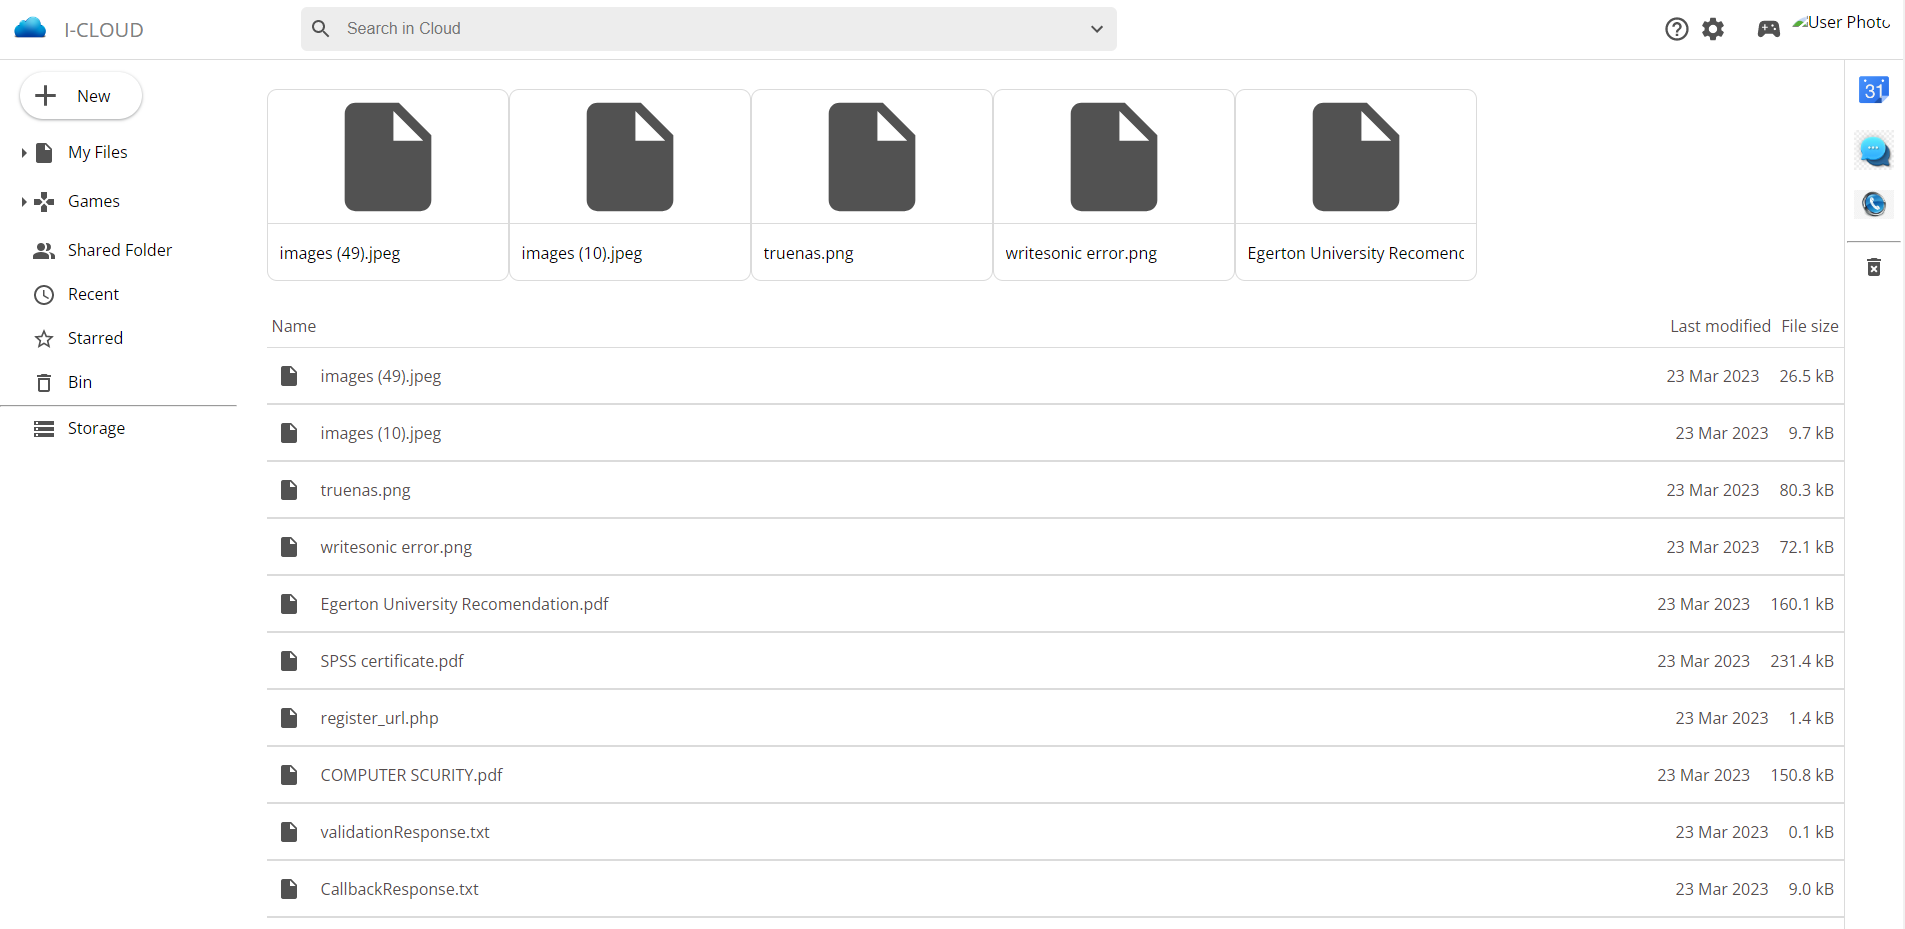 I-CLOUD
Search in Cloud
User Photo
New
My Files
Games
Shared Folder
Recent
Starred
Bin
Storage
images (49).jpeg
images (10).jpeg
truenas.png
writesonic error.png
Egerton University Recomenc
Name Last modified File size
images (49).jpeg 23 Mar 2023 26.5 kB
images (10).jpeg 23 Mar 2023 9.7 kB
truenas.png 23 Mar 2023 80.3 kB
writesonic error.png 23 Mar 2023 72.1 kB
Egerton University Recomendation.pdf 23 Mar 2023 160.1 kB
SPSS certificate.pdf 23 Mar 2023 231.4 kB
register_url.php 23 Mar 2023 1.4 kB
COMPUTER SCURITY.pdf 23 Mar 2023 150.8 kB
validationResponse.txt 23 Mar 2023 0.1 kB
CallbackResponse.txt 23 Mar 2023 9.0 kB
31